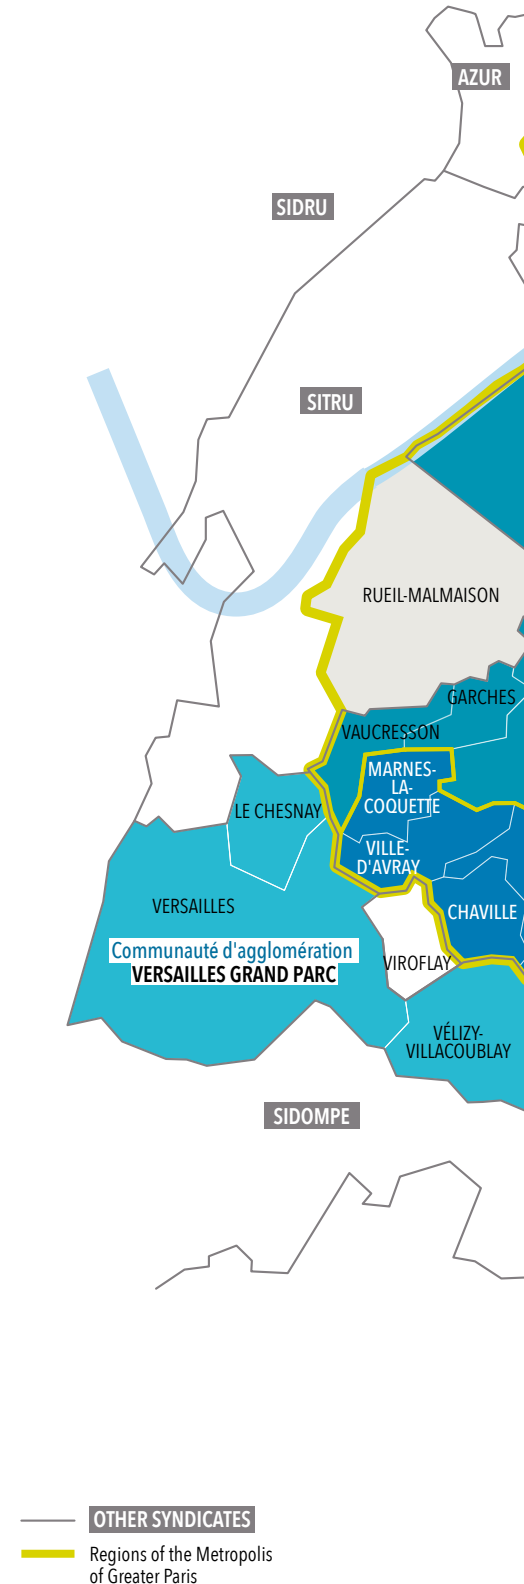 AZUR
SIDRU
SITRU
RUEIL-MALMAISON
GARCHES
VAUCRESSON
MARNES-
LA-
COQUETTE
LE CHESNAY
VILLE-
D'AVRAY
VERSAILLES
CHAVILLE
Communauté d'agglomération
VERSAILLES GRAND PARC
VIROFLAY
VÉLIZY-
VILLACOUBLAY
SIDOMPE
OTHER SYNDICATES
Regions of the Metropolis
of Greater Paris